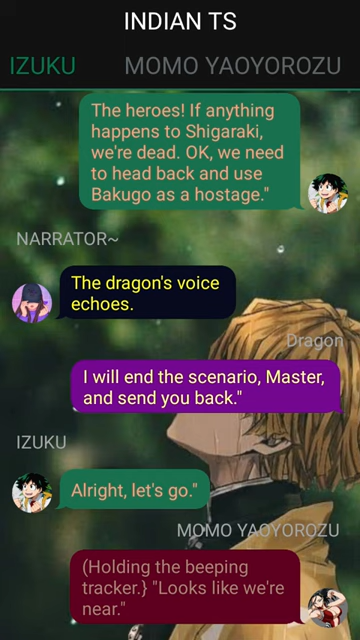 INDIAN TS
IZUKU MOMO YAOYOROZU
The heroes! If anything
happens to Shigaraki,
we're dead. OK, we need
to head back and use
Bakugo as a hostage."
NARRATOR~
The dragon's voice
echoes.
Dragon
I will end the scenario, Master,
and send you back."
IZUKU
Alright, let's go."
MOMO YAOYOROZU
(Holding the beeping
tracker.} "Looks like we're
near."